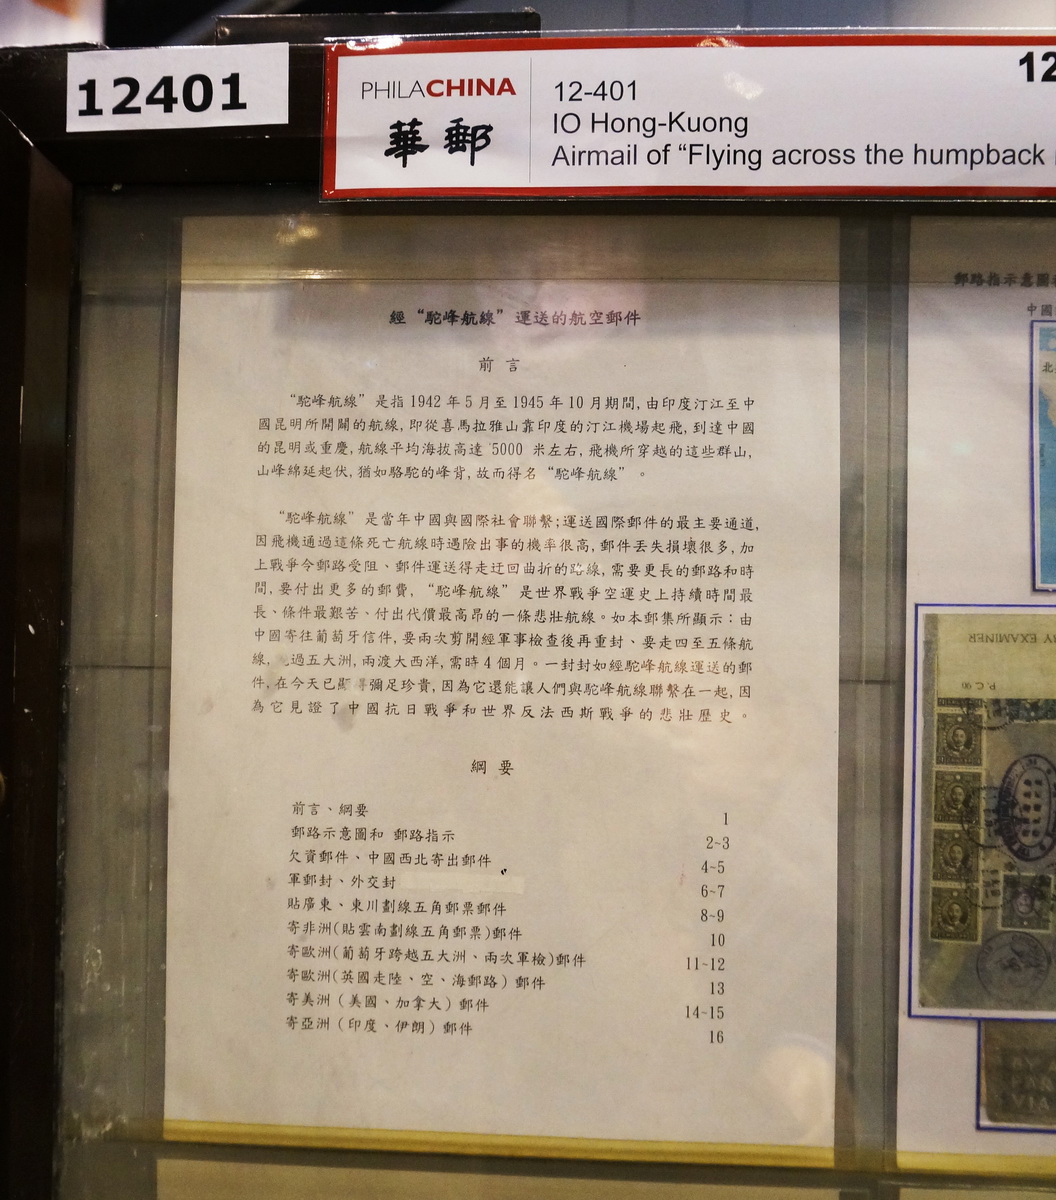 12401
PHILACHINA
華郵
12-401
IO Hong-Kuong
Airmail of “Flying across the humpback
12
經“駝峰航線”運送的航空郵件
前言
“駝峰航線”是指 1942 年 5 月至 1945 年 10 月期間,由印度汀江至中
國昆明所開闢的航線,即從喜馬拉雅山靠印度的汀江機場起飛,到達中國
的昆明或重慶,航線平均海拔高達 5000 米左右,飛機所穿越的這些群山,
山峰綿延起伏,猶如駱駝的峰背,故而得名“駝峰航線”。
“駝峰航線”是當年中國與國際社會聯繫;運送國際郵件的最主要通道,
因飛機通過這條死亡航線時遇險出事的機率很高,郵件丟失損壞很多,加
上戰爭令郵路受阻、郵件運送得走迂回曲折的路線,需要更長的郵路和時
間,要付出更多的郵費,“駝峰航線”是世界戰爭空運史上持續時間最
長、條件最艱苦、付出代價最高昂的一條悲壯航線。如本郵集所顯示：由
中國寄往葡萄牙信件,要兩次剪開經軍事檢查後再重封、要走四至五條航
線,過五大洲,兩渡大西洋,需時 4 個月。一封封如經駝峰航線運送的郵
件,在今天已顯得彌足珍貴,因為它還能讓人們與駝峰航線聯繫在一起,因
為它見證了中國抗日戰爭和世界反法西斯戰爭的悲壯歷史。
綱要
前言、綱要 1
郵路示意圖和 郵路指示 2~3
欠資郵件、中國西北寄出郵件 4~5
軍郵封、外交封 6~7
貼廣東、東川劃線五角郵票郵件 8~9
寄非洲(貼雲南劃線五角郵票)郵件 10
寄歐洲(葡萄牙跨越五大洲、兩次軍檢)郵件 11~12
寄歐洲(英國走陸、空、海郵路)郵件 13
寄美洲（美國、加拿大）郵件 14~15
寄亞洲（印度、伊朗）郵件 16
郵路指示意圖
中國
北
Y EXAMINER
P.C. 90